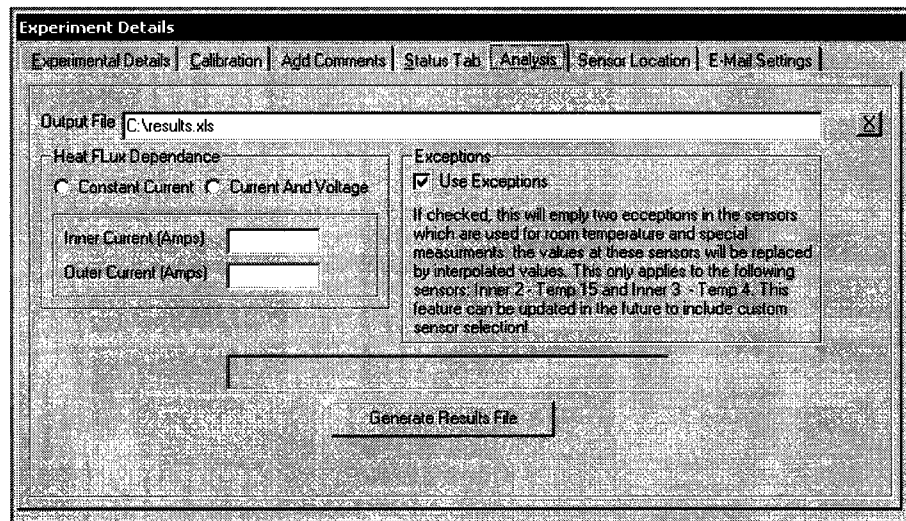 Experiment Details
Experimental Details Calibration Add Comments Status Tab Analysis Sensor Location E-Mail Settings
Output File C:\results.xls X
Heat FLux Dependance
Constant Current Current And Voltage
Inner Current (Amps)
Outer Current (Amps)
Exceptions
Use Exceptions
If checked, this will emply two ecceptions in the sensors
which are used for room temperature and special
measurments. the values at these sensors will be replaced
by interpolated values. This only applies to the following
sensors: Inner 2 - Temp 15 and Inner 3 - Temp 4. This
feature can be updated in the future to include custom
sensor selection!
Generate Results File